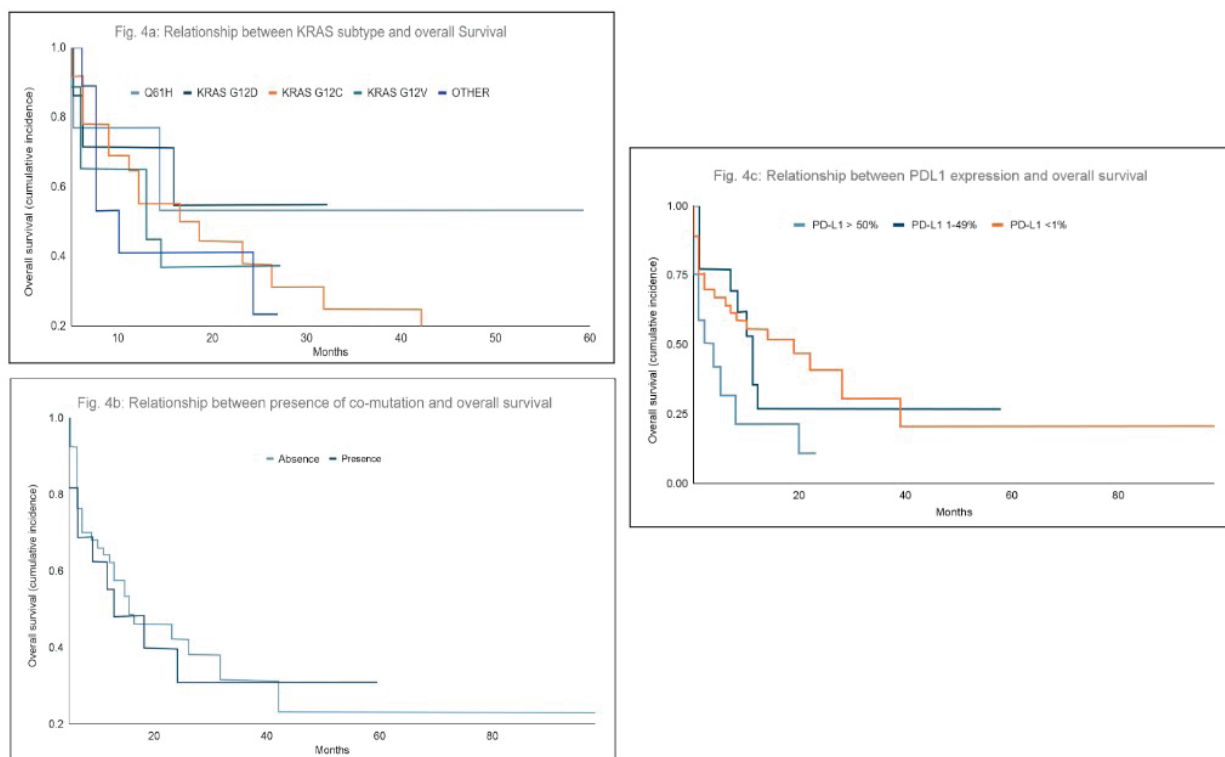 Fig. 4a: Relationship between KRAS subtype and overall Survival
Q61H KRAS G12D KRAS G12C KRAS G12V OTHER
Overall survival (cumulative incidence)
1.0
0.8
0.6
0.4
0.2
10 20 30 40 50 60
Months
Fig. 4b: Relationship between presence of co-mutation and overall survival
Absence Presence
Overall survival (cumulative incidence)
1.0
0.8
0.6
0.4
0.2
20 40 60 80
Months
Fig. 4c: Relationship between PDL1 expression and overall survival
PD-L1 > 50% PD-L1 1-49% PD-L1 <1%
Overall survival (cumulative incidence)
1.00
0.75
0.50
0.25
0.00
20 40 60 80
Months